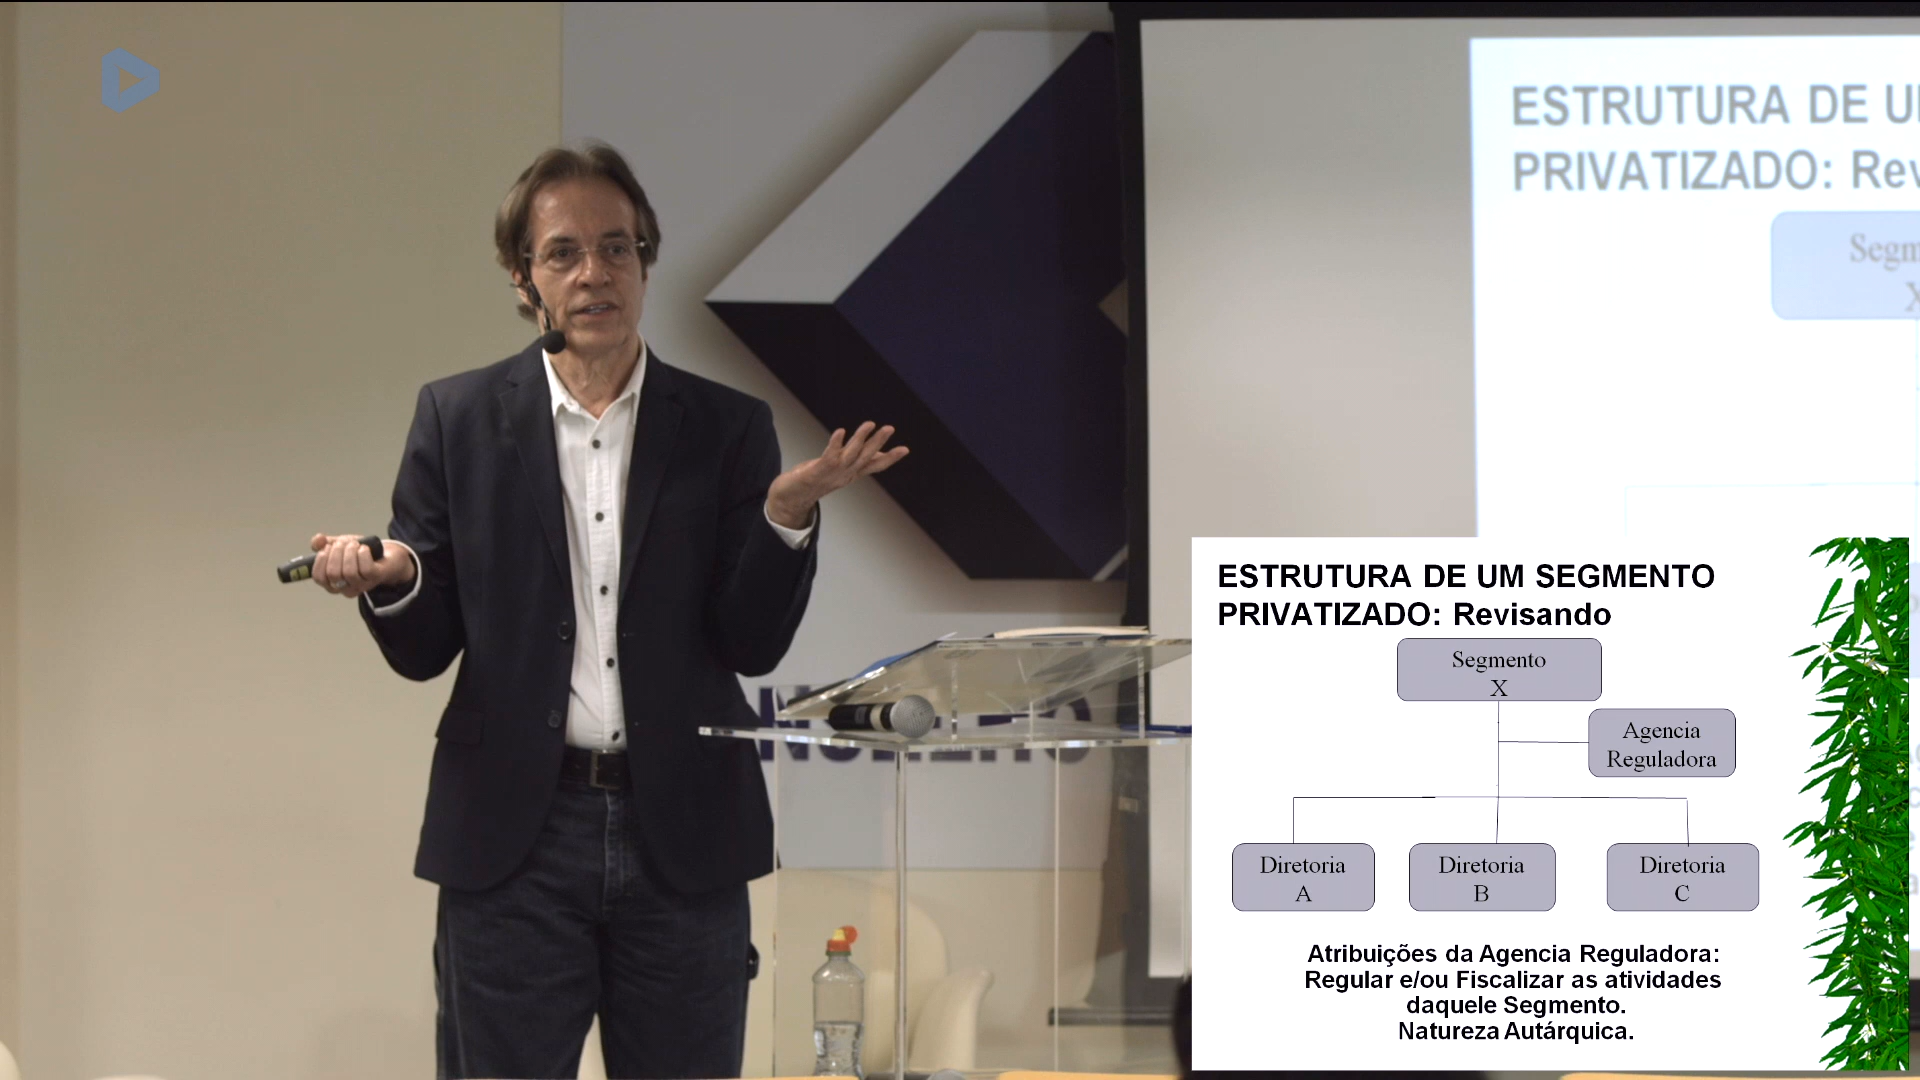 ESTRUTURA DE U
PRIVATIZADO: Rev
Segm
X
ESTRUTURA DE UM SEGMENTO
PRIVATIZADO: Revisando
Segmento
X
Agencia
Reguladora
Diretoria
A
Diretoria
B
Diretoria
C
Atribuições da Agencia Reguladora:
Regular e/ou Fiscalizar as atividades
daquele Segmento.
Natureza Autárquica.